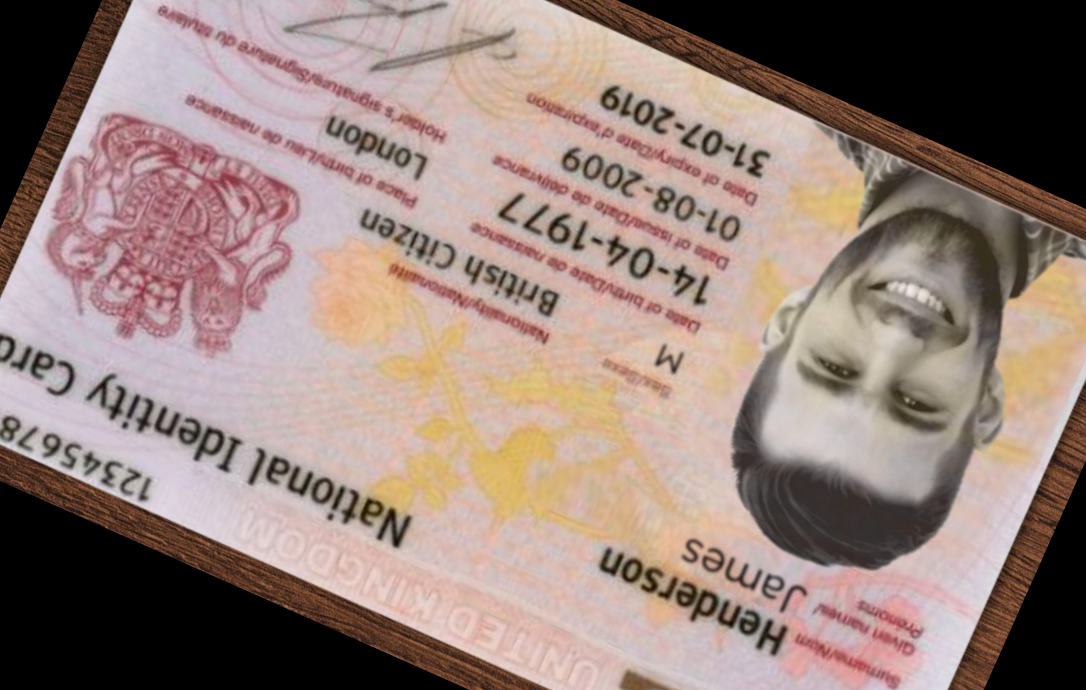 UNITED KINGDOM
12345678
National Identity Card
Surname/Nom
Henderson
Given names/
Prenoms
James
Sex/Sexe
M
Nationality/Nationalité
British Citizen
Date of birth/Date de naissance
14-04-1977
Place of birth/Lieu de naissance
London
Date of issue/Date de delivrance
01-08-2009
Date of expiry/Date d'expiration
31-07-2019
Holder's signature/Signature du titulaire